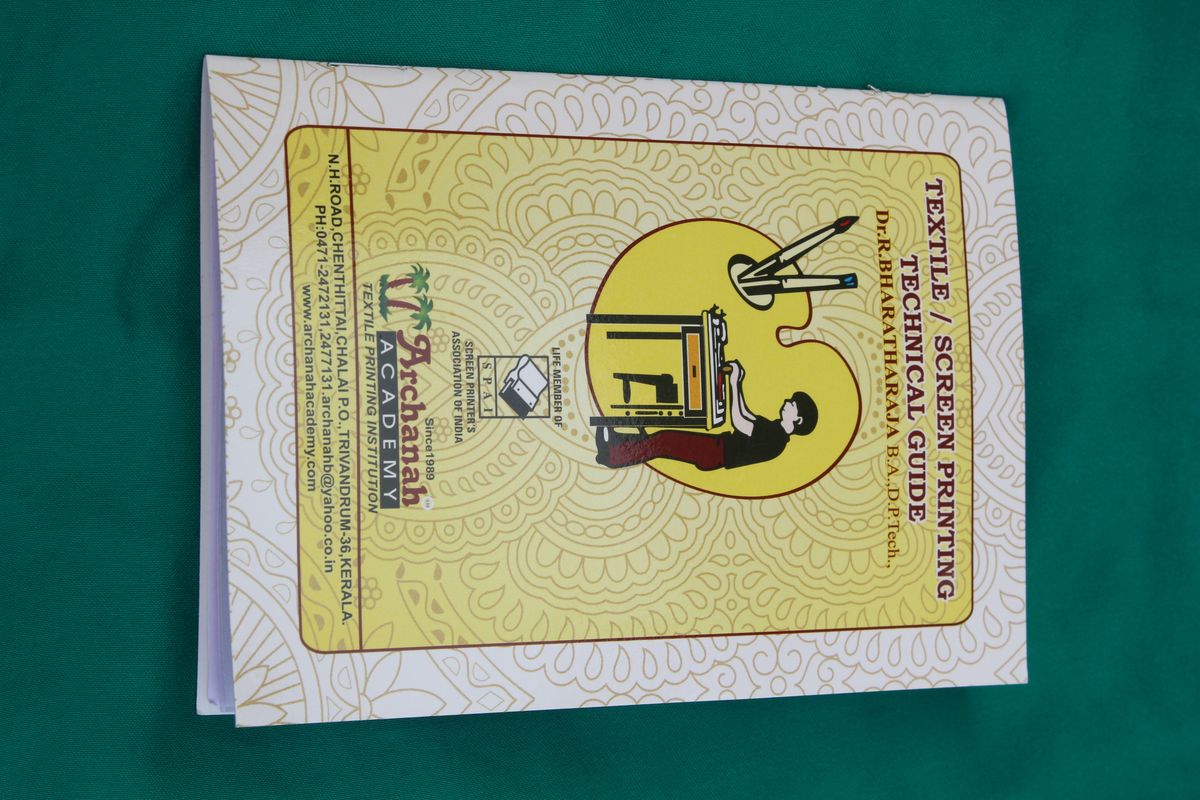 TEXTILE / SCREEN PRINTING
TECHNICAL GUIDE
Dr.R.BHARATHARAJA B.A.,D.P.Tech.,
LIFE MEMBER OF
S P A I
SCREEN PRINTER'S
ASSOCIATION OF INDIA
Since1989
Archanah
ACADEMY
TEXTILE PRINTING INSTITUTION
N.H.ROAD,CHENTHITTAI,CHALAI P.O., TRIVANDRUM-36,KERALA.
PH:0471-2472131,2477131.archanahb@yahoo.co.in
www.archanahacademy.com